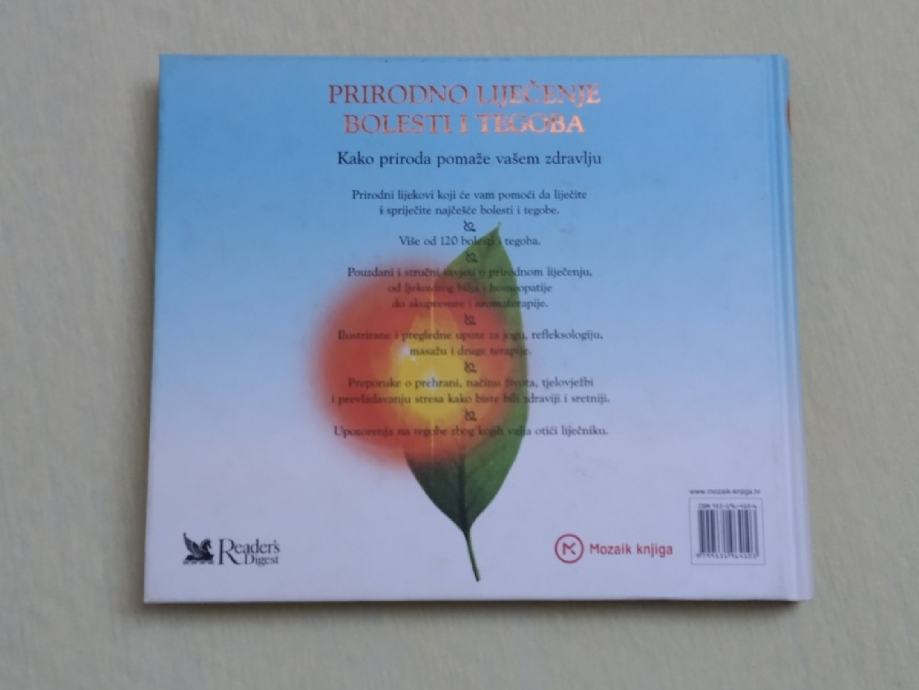 PRIRODNO LIJEČENJE
BOLESTI I TEGOBA
Kako priroda pomaže vašem zdravlju
Prirodni lijekovi koji će vam pomoći da liječite
i spriječite najčešće bolesti i tegobe.
Više od 120 bolesti i tegoba.
Pouzdani i stručni savjeti o prirodnom liječenju,
od ljekovitog bilja i homeopatije
do akupresure i aromaterapije.
Ilustrirane i pregledne upute za jogu, refleksologiju,
masažu i druge terapije.
Preporuke o prehrani, načinu života, tjelovježbi
i prevladavanju stresa kako biste bili zdraviji i sretniji.
Upozorenja na tegobe zbog kojih valja otići liječniku.
www.mozaik-knjiga.hr
ISBN
Reader's
Digest
Mozaik knjiga